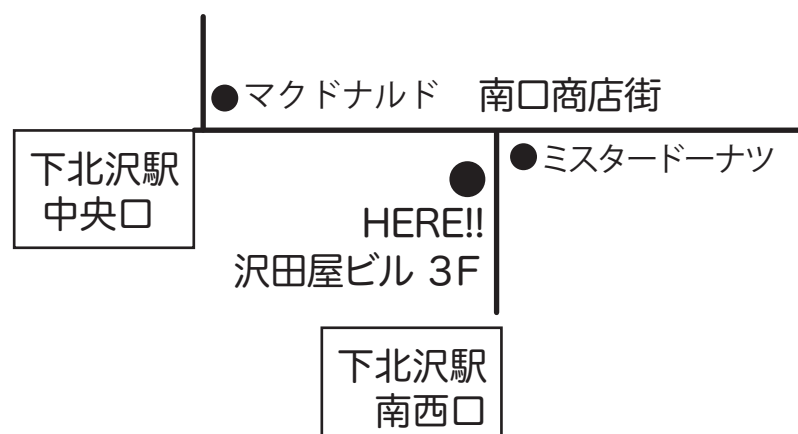 マクドナルド
南口商店街
下北沢駅
中央口
ミスタードーナツ
HERE!!
沢田屋ビル 3F
下北沢駅
南西口